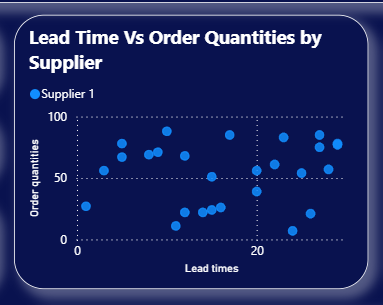 Lead Time Vs Order Quantities by
Supplier
Supplier 1
100
50
0
Order quantities
0 20
Lead times